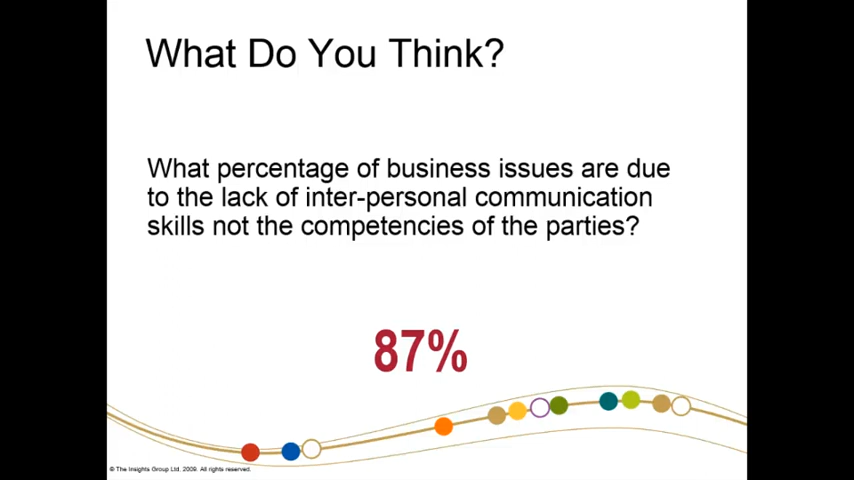 What Do You Think?
What percentage of business issues are due
to the lack of inter-personal communication
skills not the competencies of the parties?
87%
© The Insights Group Ltd, 2009. All rights reserved.